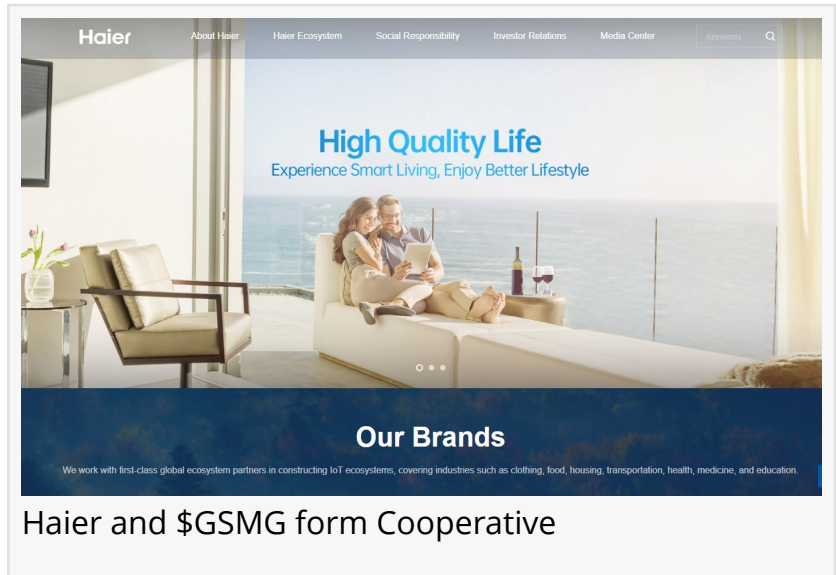 Haier
About Haier
Haier Ecosystem
Social Responsibility
Investor Relations
Media Center
Keywords
High Quality Life
Experience Smart Living, Enjoy Better Lifestyle
Our Brands
We work with first-class global ecosystem partners in constructing IoT ecosystems, covering industries such as clothing, food, housing, transportation, health, medicine, and education.
Haier and $GSMG form Cooperative